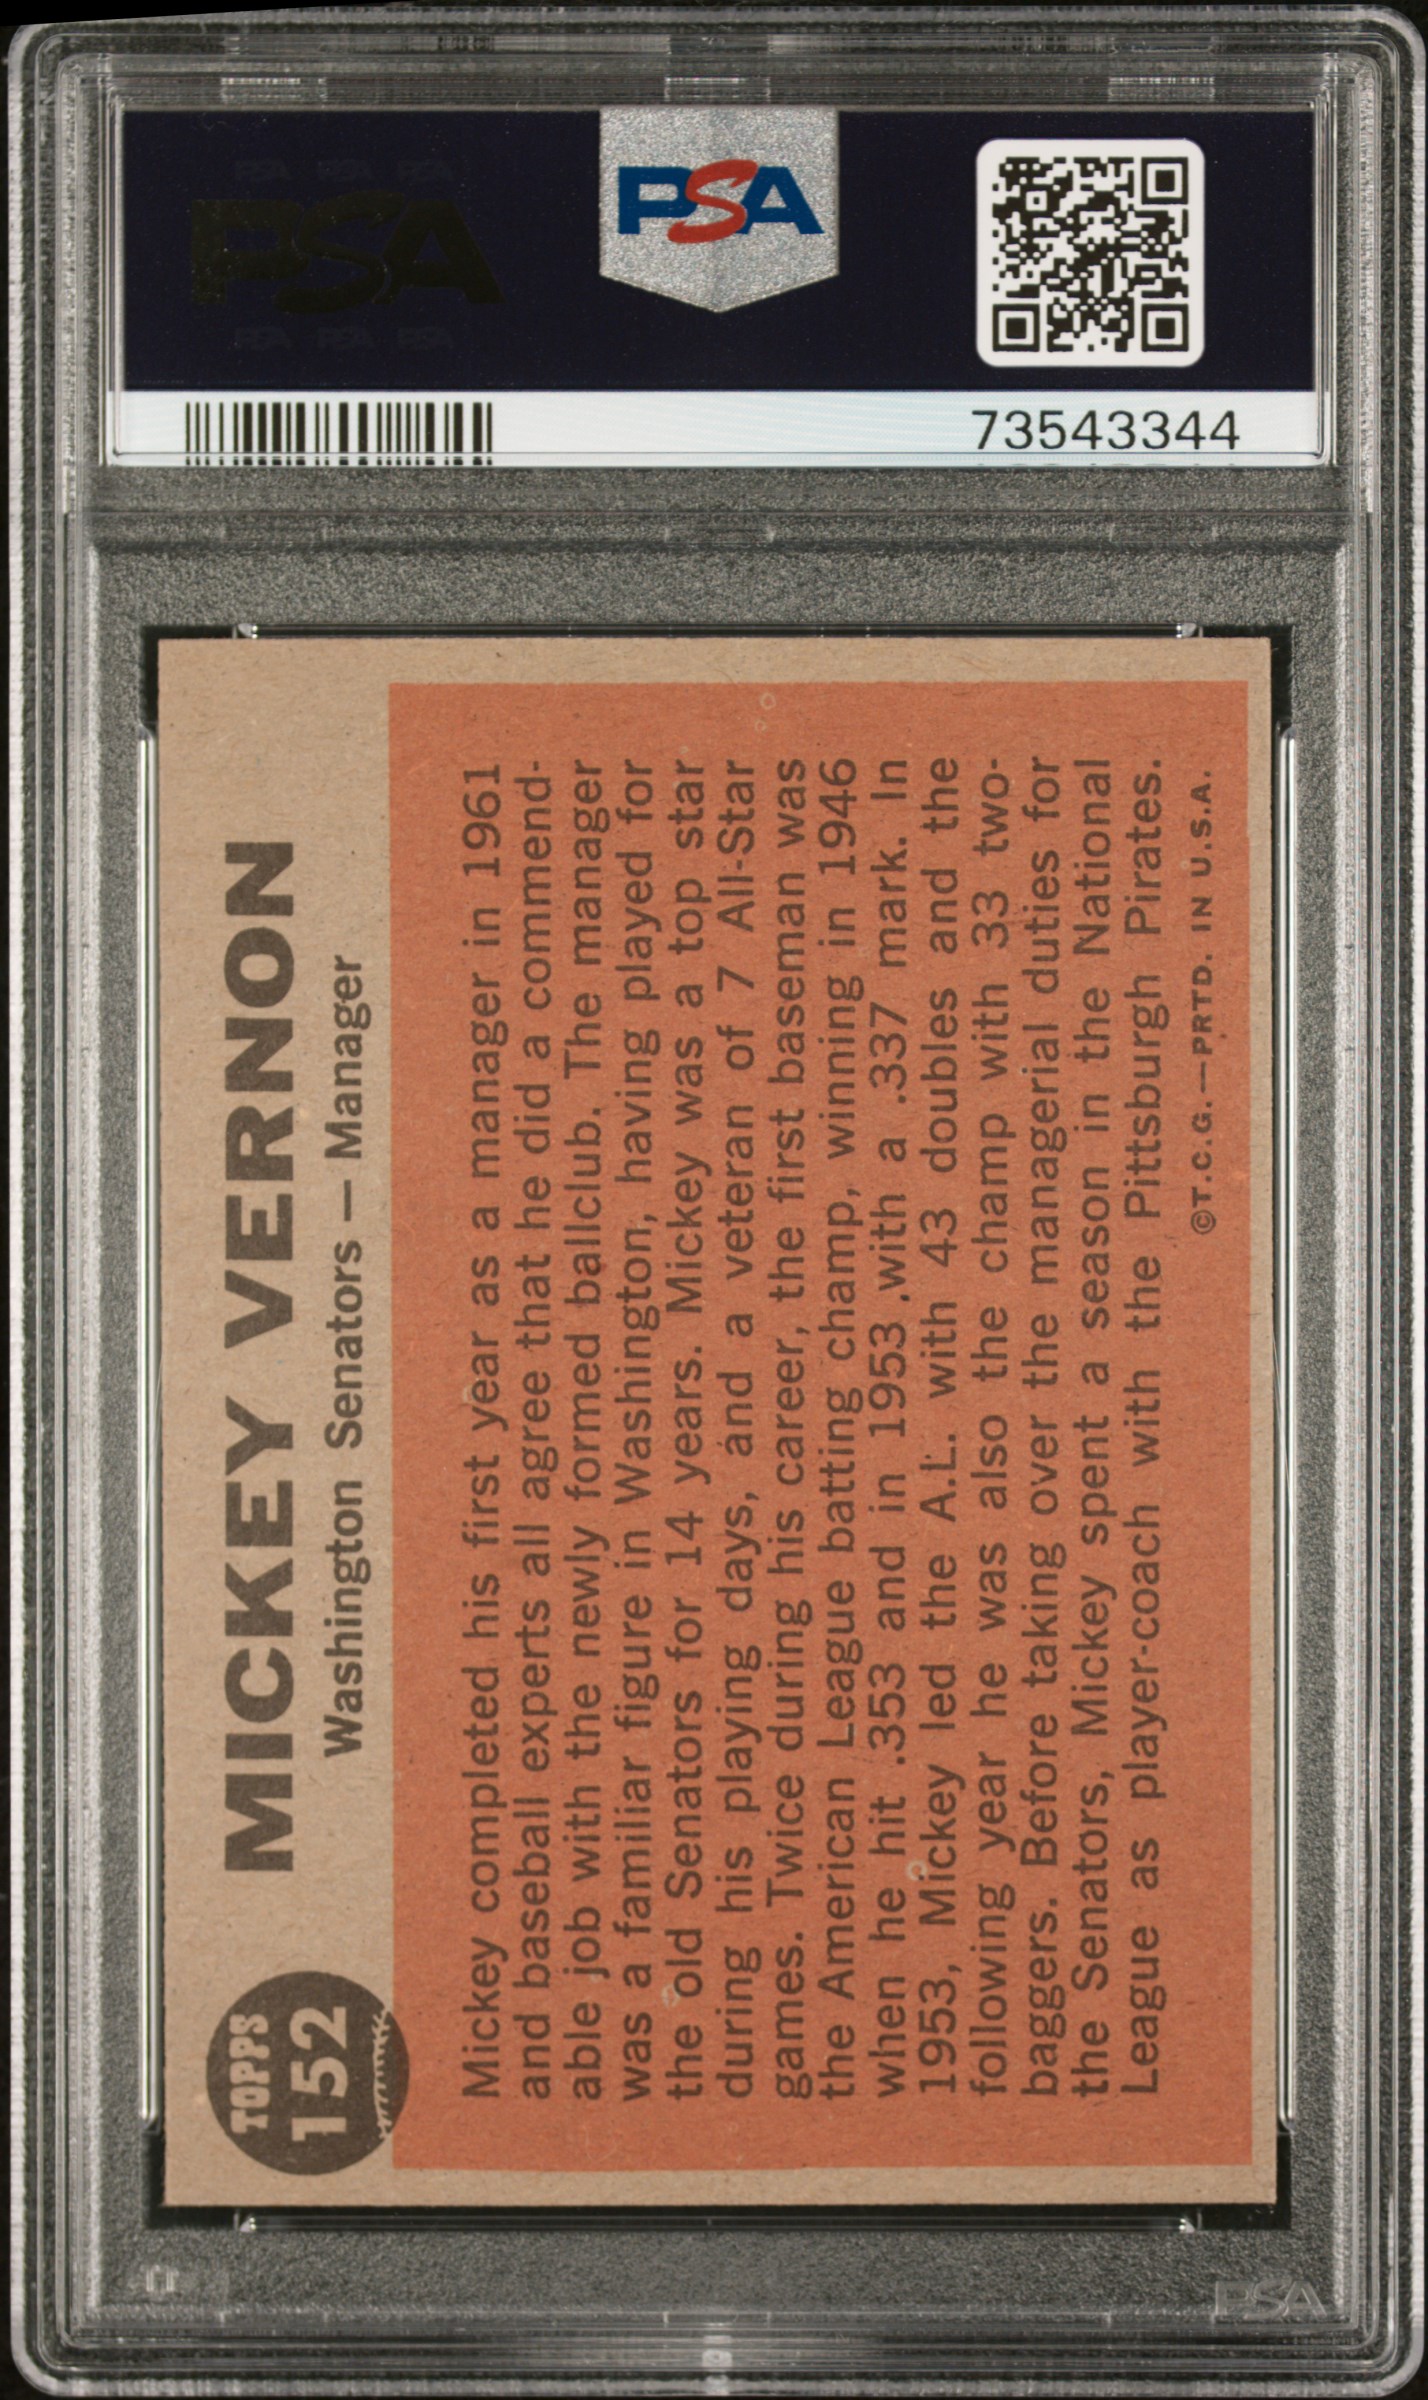 PSA
PSA PSA PSA
PSA
PSA PSA PSA
73543344
TOPPS
152
MICKEY VERNON
Washington Senators — Manager
Mickey completed his first year as a manager in 1961
and baseball experts all agree that he did a commend-
able job with the newly formed ballclub. The manager
was a familiar figure in Washington, having played for
the old Senators for 14 years. Mickey was a top star
during his playing days, and a veteran of 7 All-Star
games. Twice during his career, the first baseman was
the American League batting champ, winning in 1946
when he hit .353 and in 1953 with a .337 mark. In
1953, Mickey led the A.L. with 43 doubles and the
following year he was also the champ with 33 two-
baggers. Before taking over the managerial duties for
the Senators, Mickey spent a season in the National
League as player-coach with the Pittsburgh Pirates.
©T.C.G.—PRTD. IN U.S.A.
PSA